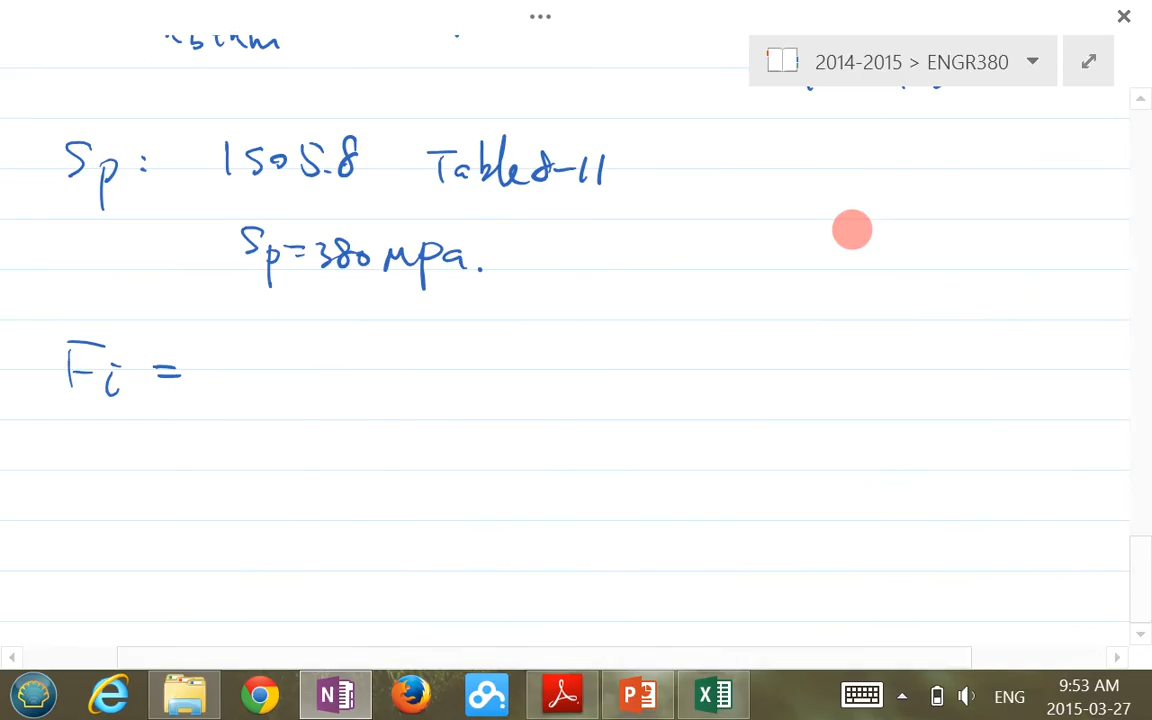 2014-2015 > ENGR380
Sp: ISO 5.8 Table 8-11
Sp = 380 MPa.
Fi =
ENG
9:53 AM
2015-03-27